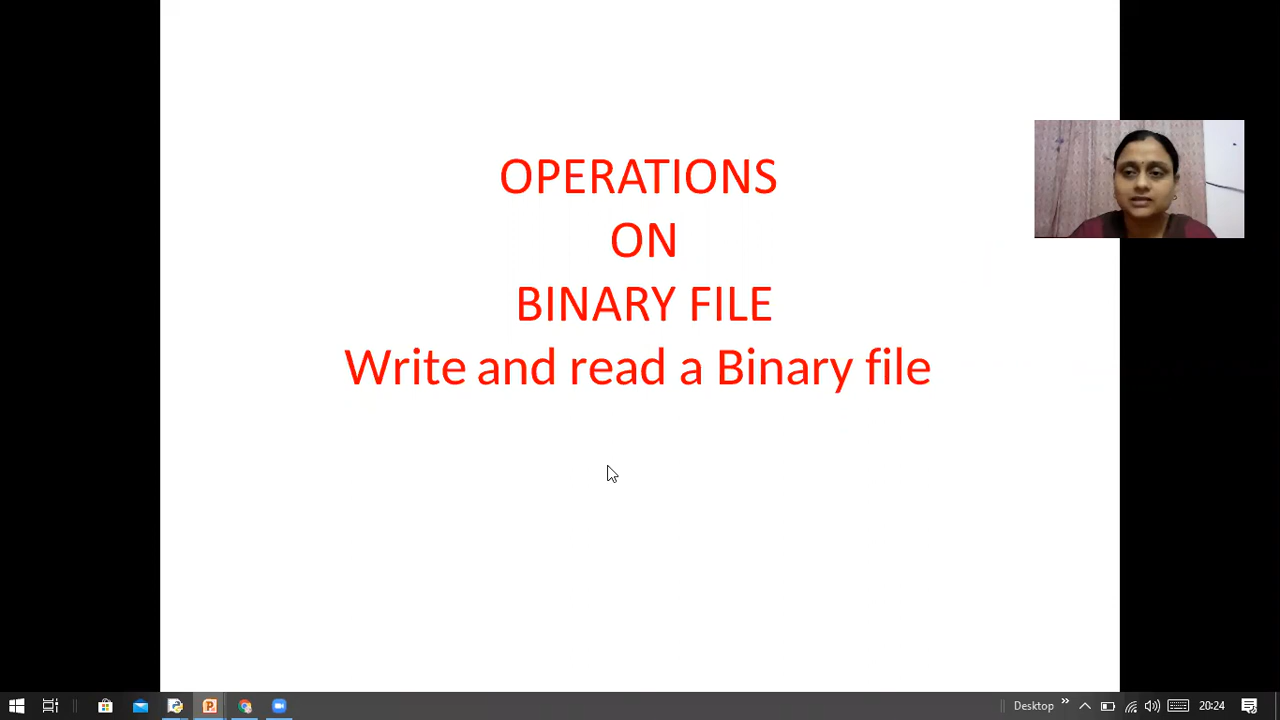 OPERATIONS
ON
BINARY FILE
Write and read a Binary file
Desktop
20:24